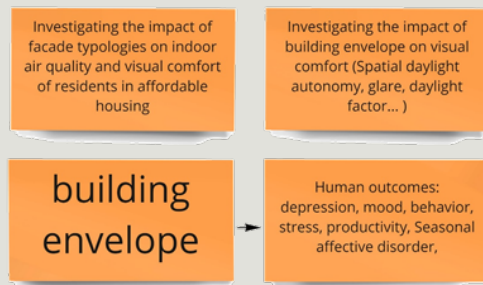 Investigating the impact of
facade typologies on indoor
air quality and visual comfort
of residents in affordable
housing
Investigating the impact of
building envelope on visual
comfort (Spatial daylight
autonomy, glare, daylight
factor... )
building
envelope
Human outcomes:
depression, mood, behavior,
stress, productivity, Seasonal
affective disorder,